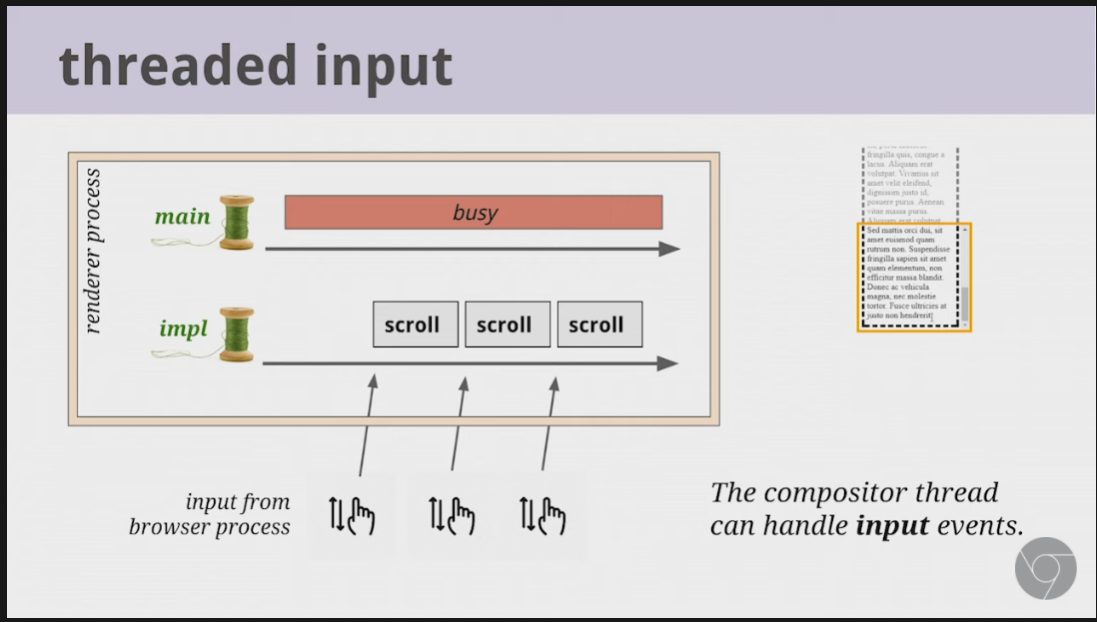 threaded input
renderer process
main
busy
impl
scroll
scroll
scroll
input from
browser process
fringilla quis, congue a
lacus. Aliquam erat
volutpat. Vivamus sit
amet velit eleifend,
dignissim justo id,
posuere purus. Aenean
vitae massa purus.
Aliquam erat volutpat.
Sed mattis orci dui, sit
amet euismod quam
rutrum non. Suspendisse
fringilla sapien sit amet
quam elementum, non
efficitur massa blandit.
Donec ac vehicula
magna, nec molestie
tortor. Fusce ultricies at
justo non hendrerit
The compositor thread
can handle input events.